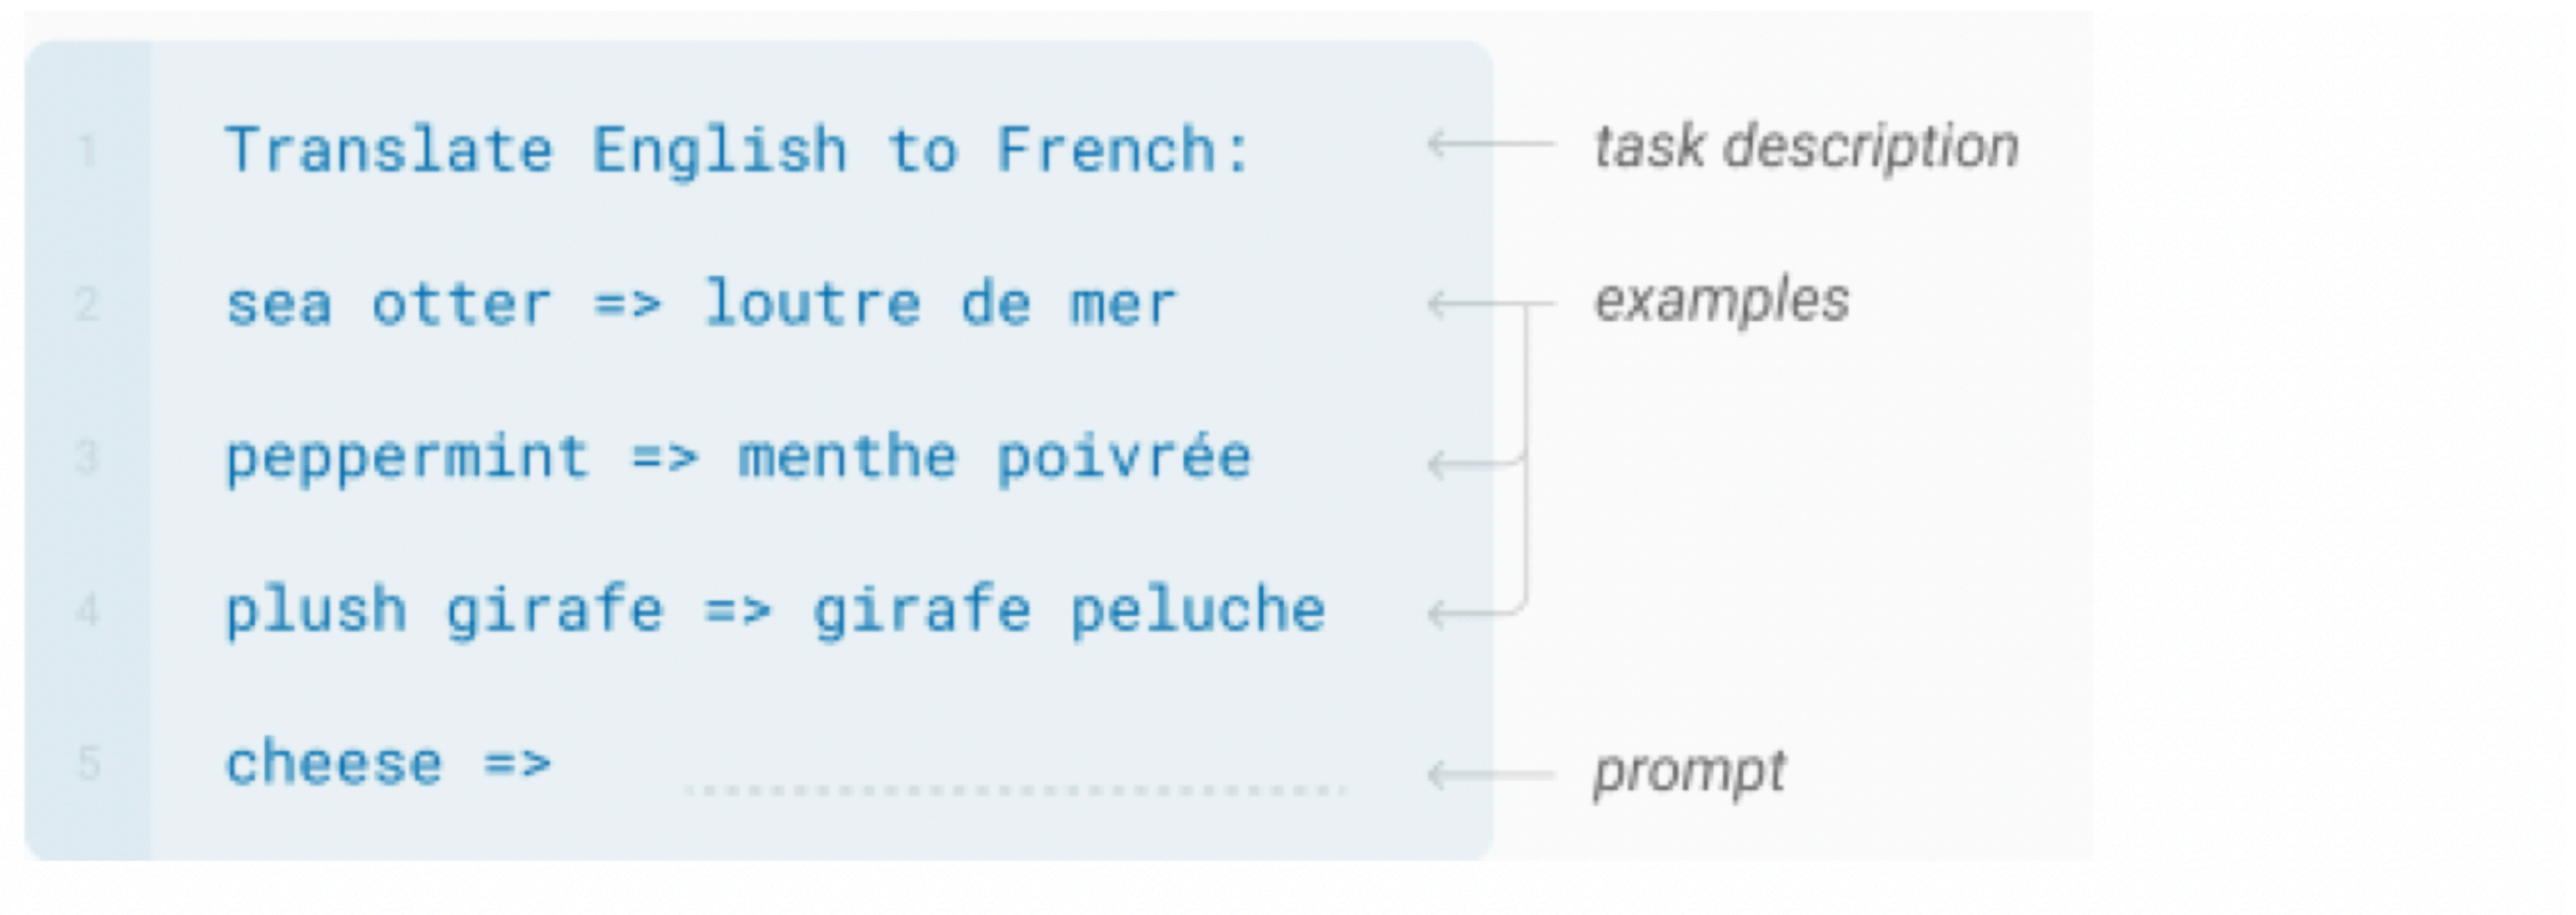 1 Translate English to French: task description
2 sea otter => loutre de mer examples
3 peppermint => menthe poivrée
4 plush girafe => girafe peluche
5 cheese => prompt